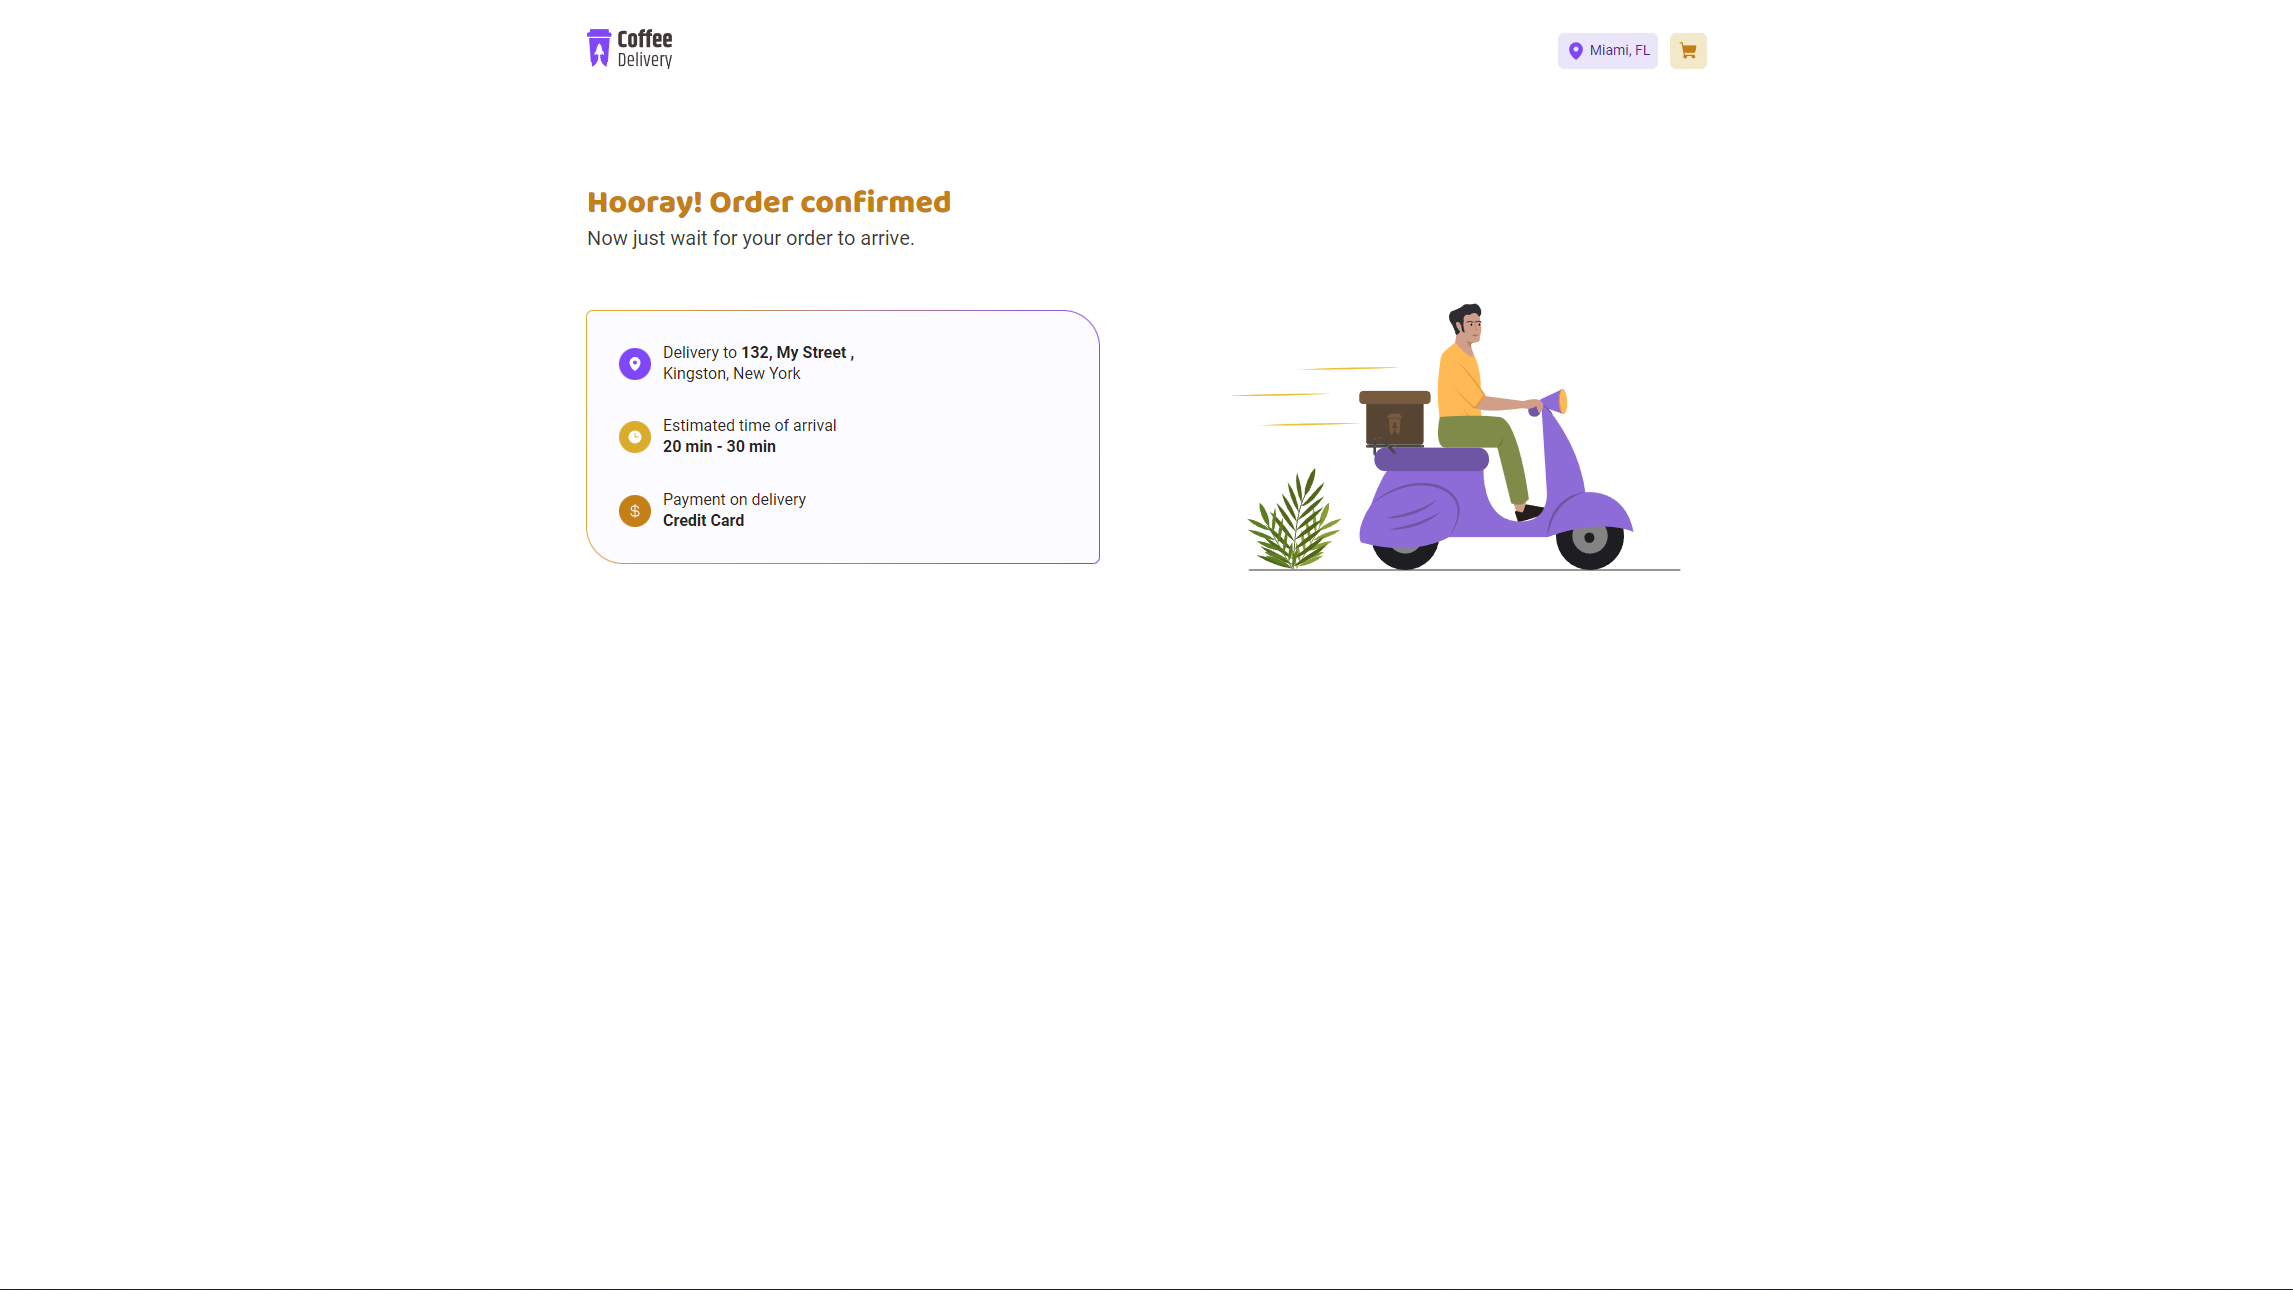 Coffee
Delivery
Miami, FL
Hooray! Order confirmed
Now just wait for your order to arrive.
Delivery to 132, My Street ,
Kingston, New York
Estimated time of arrival
20 min - 30 min
$
Payment on delivery
Credit Card